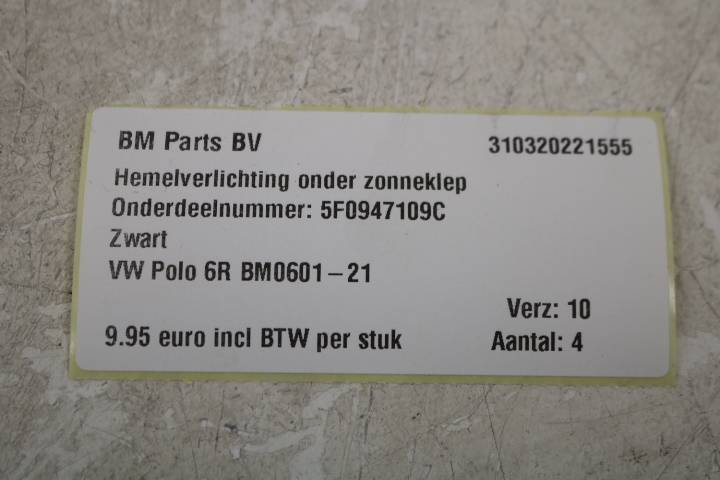 BM Parts BV 310320221555
Hemelverlichting onder zonneklep
Onderdeelnummer: 5F0947109C
Zwart
VW Polo 6R BM0601-21
Verz: 10
9.95 euro incl BTW per stuk Aantal: 4